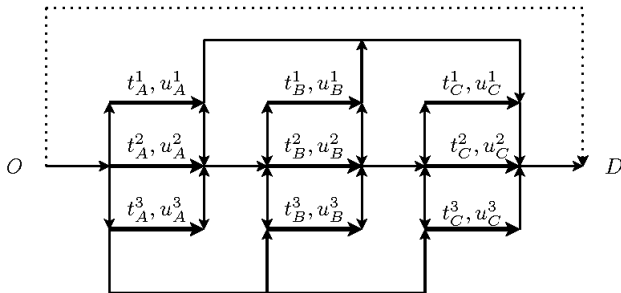 t_A^1, u_A^1 t_B^1, u_B^1 t_C^1, u_C^1
O t_A^2, u_A^2 t_B^2, u_B^2 t_C^2, u_C^2 D
t_A^3, u_A^3 t_B^3, u_B^3 t_C^3, u_C^3